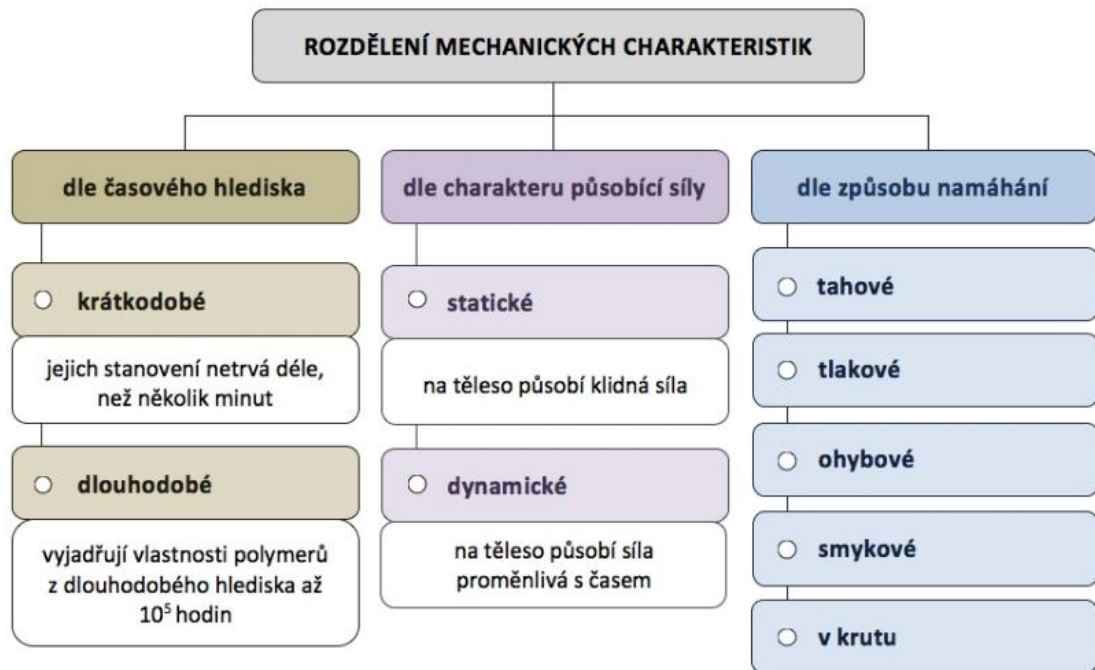 ROZDĚLENÍ MECHANICKÝCH CHARAKTERISTIK
dle časového hlediska
krátkodobé
jejich stanovení netrvá déle,
než několik minut
dlouhodobé
vyjadřují vlastnosti polymerů
z dlouhodobého hlediska až
10⁵ hodin
dle charakteru působící síly
statické
na těleso působí klidná síla
dynamické
na těleso působí síla
proměnlivá s časem
dle způsobu namáhání
tahové
tlakové
ohybové
smykové
v krutu